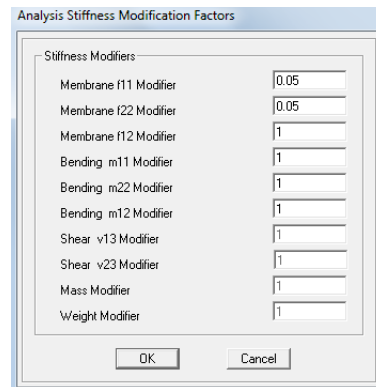 Analysis Stiffness Modification Factors
Stiffness Modifiers
Membrane f11 Modifier 0.05
Membrane f22 Modifier 0.05
Membrane f12 Modifier 1
Bending m11 Modifier 1
Bending m22 Modifier 1
Bending m12 Modifier 1
Shear v13 Modifier 1
Shear v23 Modifier 1
Mass Modifier 1
Weight Modifier 1
OK Cancel